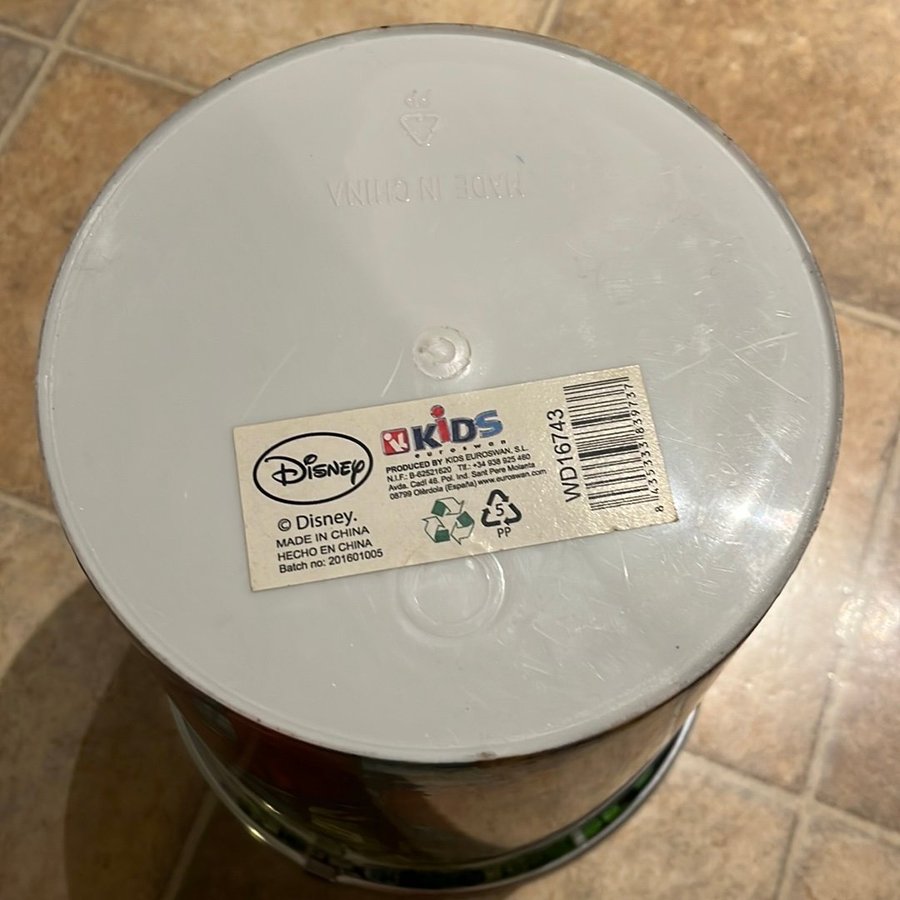 PP
MADE IN CHINA
Disney
© Disney.
MADE IN CHINA
HECHO EN CHINA
Batch no: 201601005
K KiDS
euroswan
PRODUCED BY KIDS EUROSWAN, S.L.
N.I.F.: B-62521620 Tlf.: +34 938 925 460
Avda. Cadí 46. Pol. Ind. Sant Pere Molanta
08799 Olèrdola (España) www.euroswan.com
5
PP
WD16743
8 435333 839737